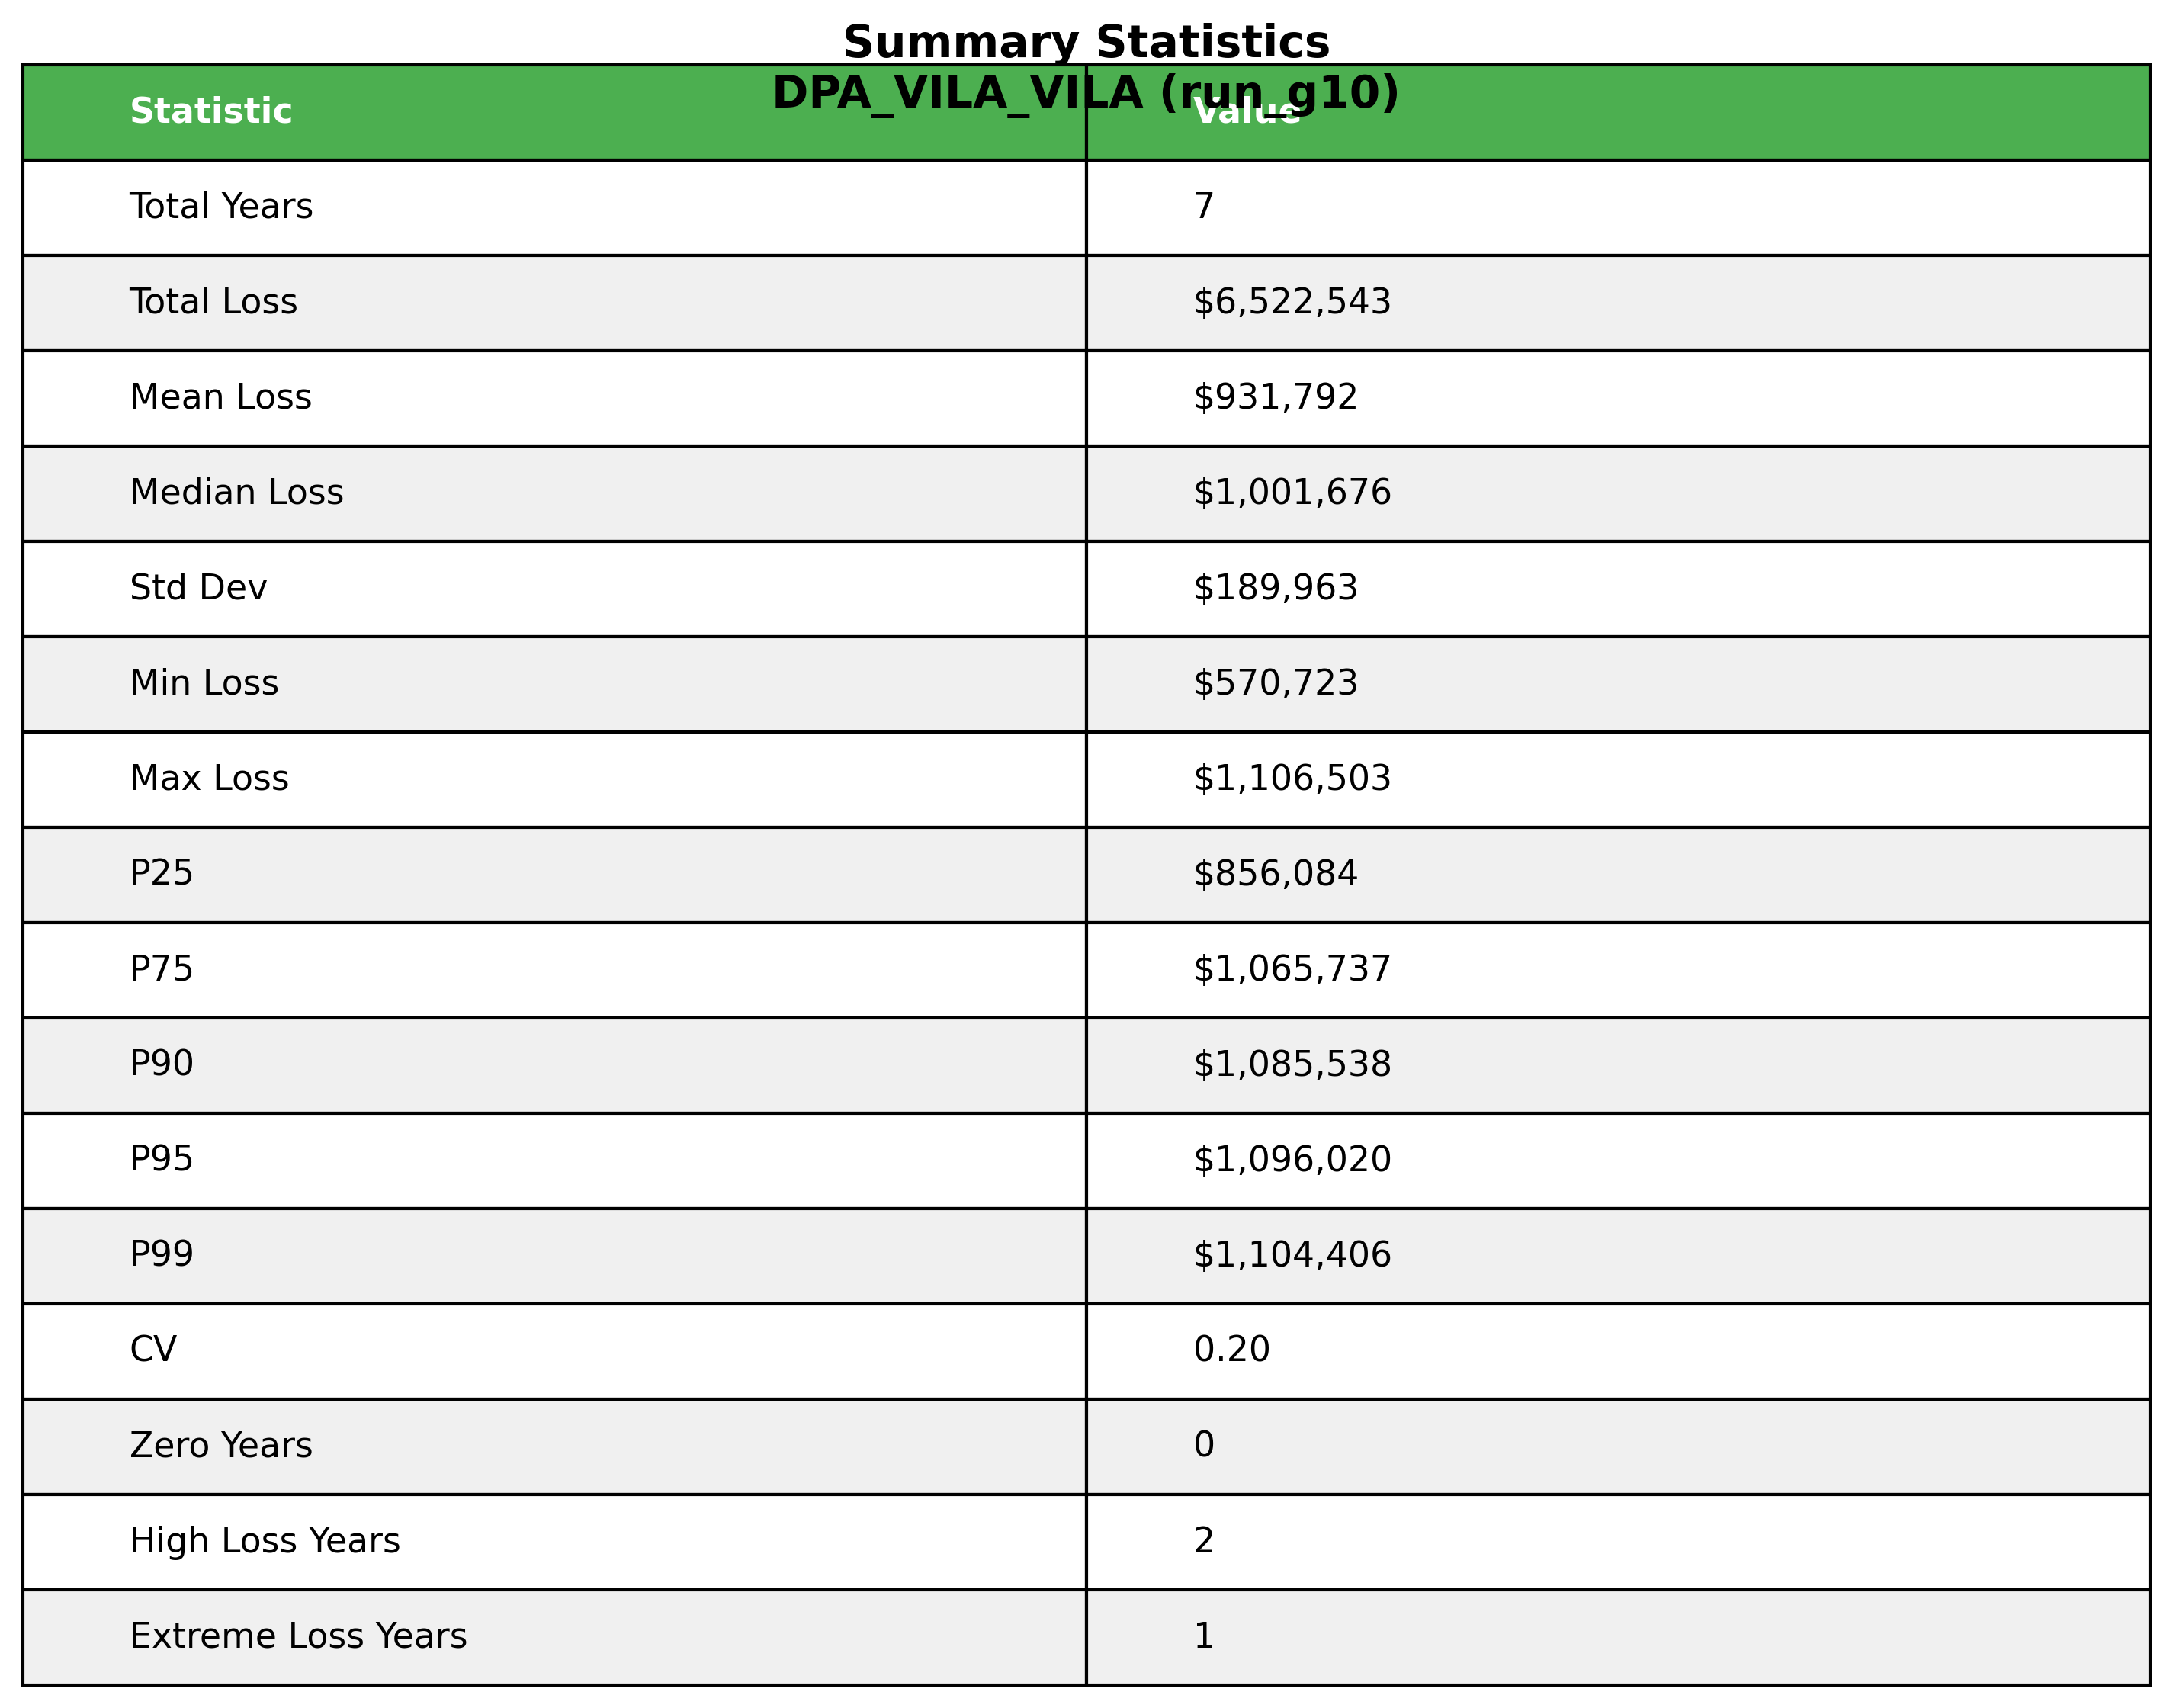 Summary Statistics
DPA_VILA_VILA (run_g10)
Statistic Value
Total Years 7
Total Loss $6,522,543
Mean Loss $931,792
Median Loss $1,001,676
Std Dev $189,963
Min Loss $570,723
Max Loss $1,106,503
P25 $856,084
P75 $1,065,737
P90 $1,085,538
P95 $1,096,020
P99 $1,104,406
CV 0.20
Zero Years 0
High Loss Years 2
Extreme Loss Years 1